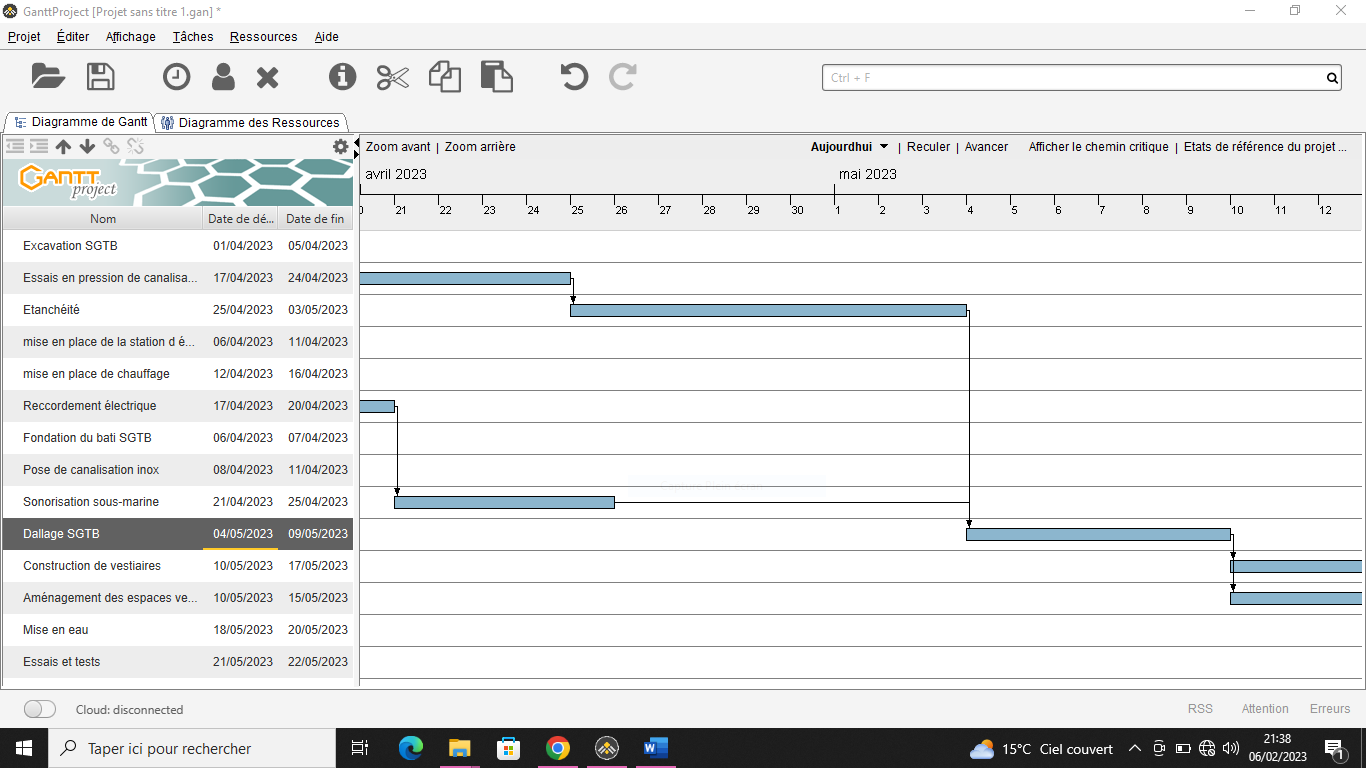 GanttProject [Projet sans titre 1.gan] *
Projet Éditer Affichage Tâches Ressources Aide
Ctrl + F
Diagramme de Gantt Diagramme des Ressources
Zoom avant | Zoom arrière Aujourdhui | Reculer | Avancer Afficher le chemin critique | Etats de référence du projet ...
GANTT project
avril 2023 mai 2023
0 21 22 23 24 25 26 27 28 29 30 1 2 3 4 5 6 7 8 9 10 11 12
Nom Date de dé... Date de fin
Excavation SGTB 01/04/2023 05/04/2023
Essais en pression de canalisa... 17/04/2023 24/04/2023
Etanchéité 25/04/2023 03/05/2023
mise en place de la station d é... 06/04/2023 11/04/2023
mise en place de chauffage 12/04/2023 16/04/2023
Reccordement électrique 17/04/2023 20/04/2023
Fondation du bati SGTB 06/04/2023 07/04/2023
Pose de canalisation inox 08/04/2023 11/04/2023
Sonorisation sous-marine 21/04/2023 25/04/2023
Dallage SGTB 04/05/2023 09/05/2023
Construction de vestiaires 10/05/2023 17/05/2023
Aménagement des espaces ve... 10/05/2023 15/05/2023
Mise en eau 18/05/2023 20/05/2023
Essais et tests 21/05/2023 22/05/2023
Cloud: disconnected RSS Attention Erreurs
Taper ici pour rechercher 15°C Ciel couvert 21:38
06/02/2023 1